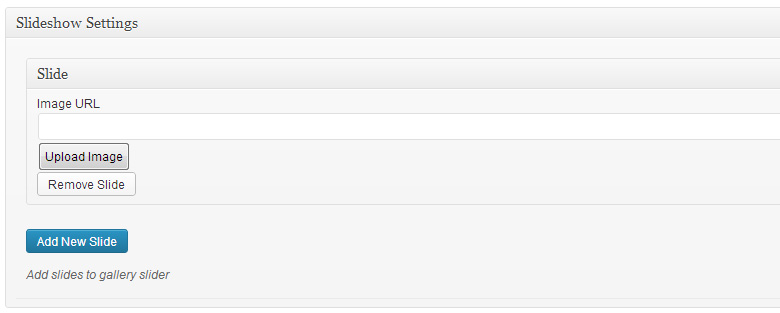 Slideshow Settings
Slide
Image URL
Upload Image
Remove Slide
Add New Slide
Add slides to gallery slider